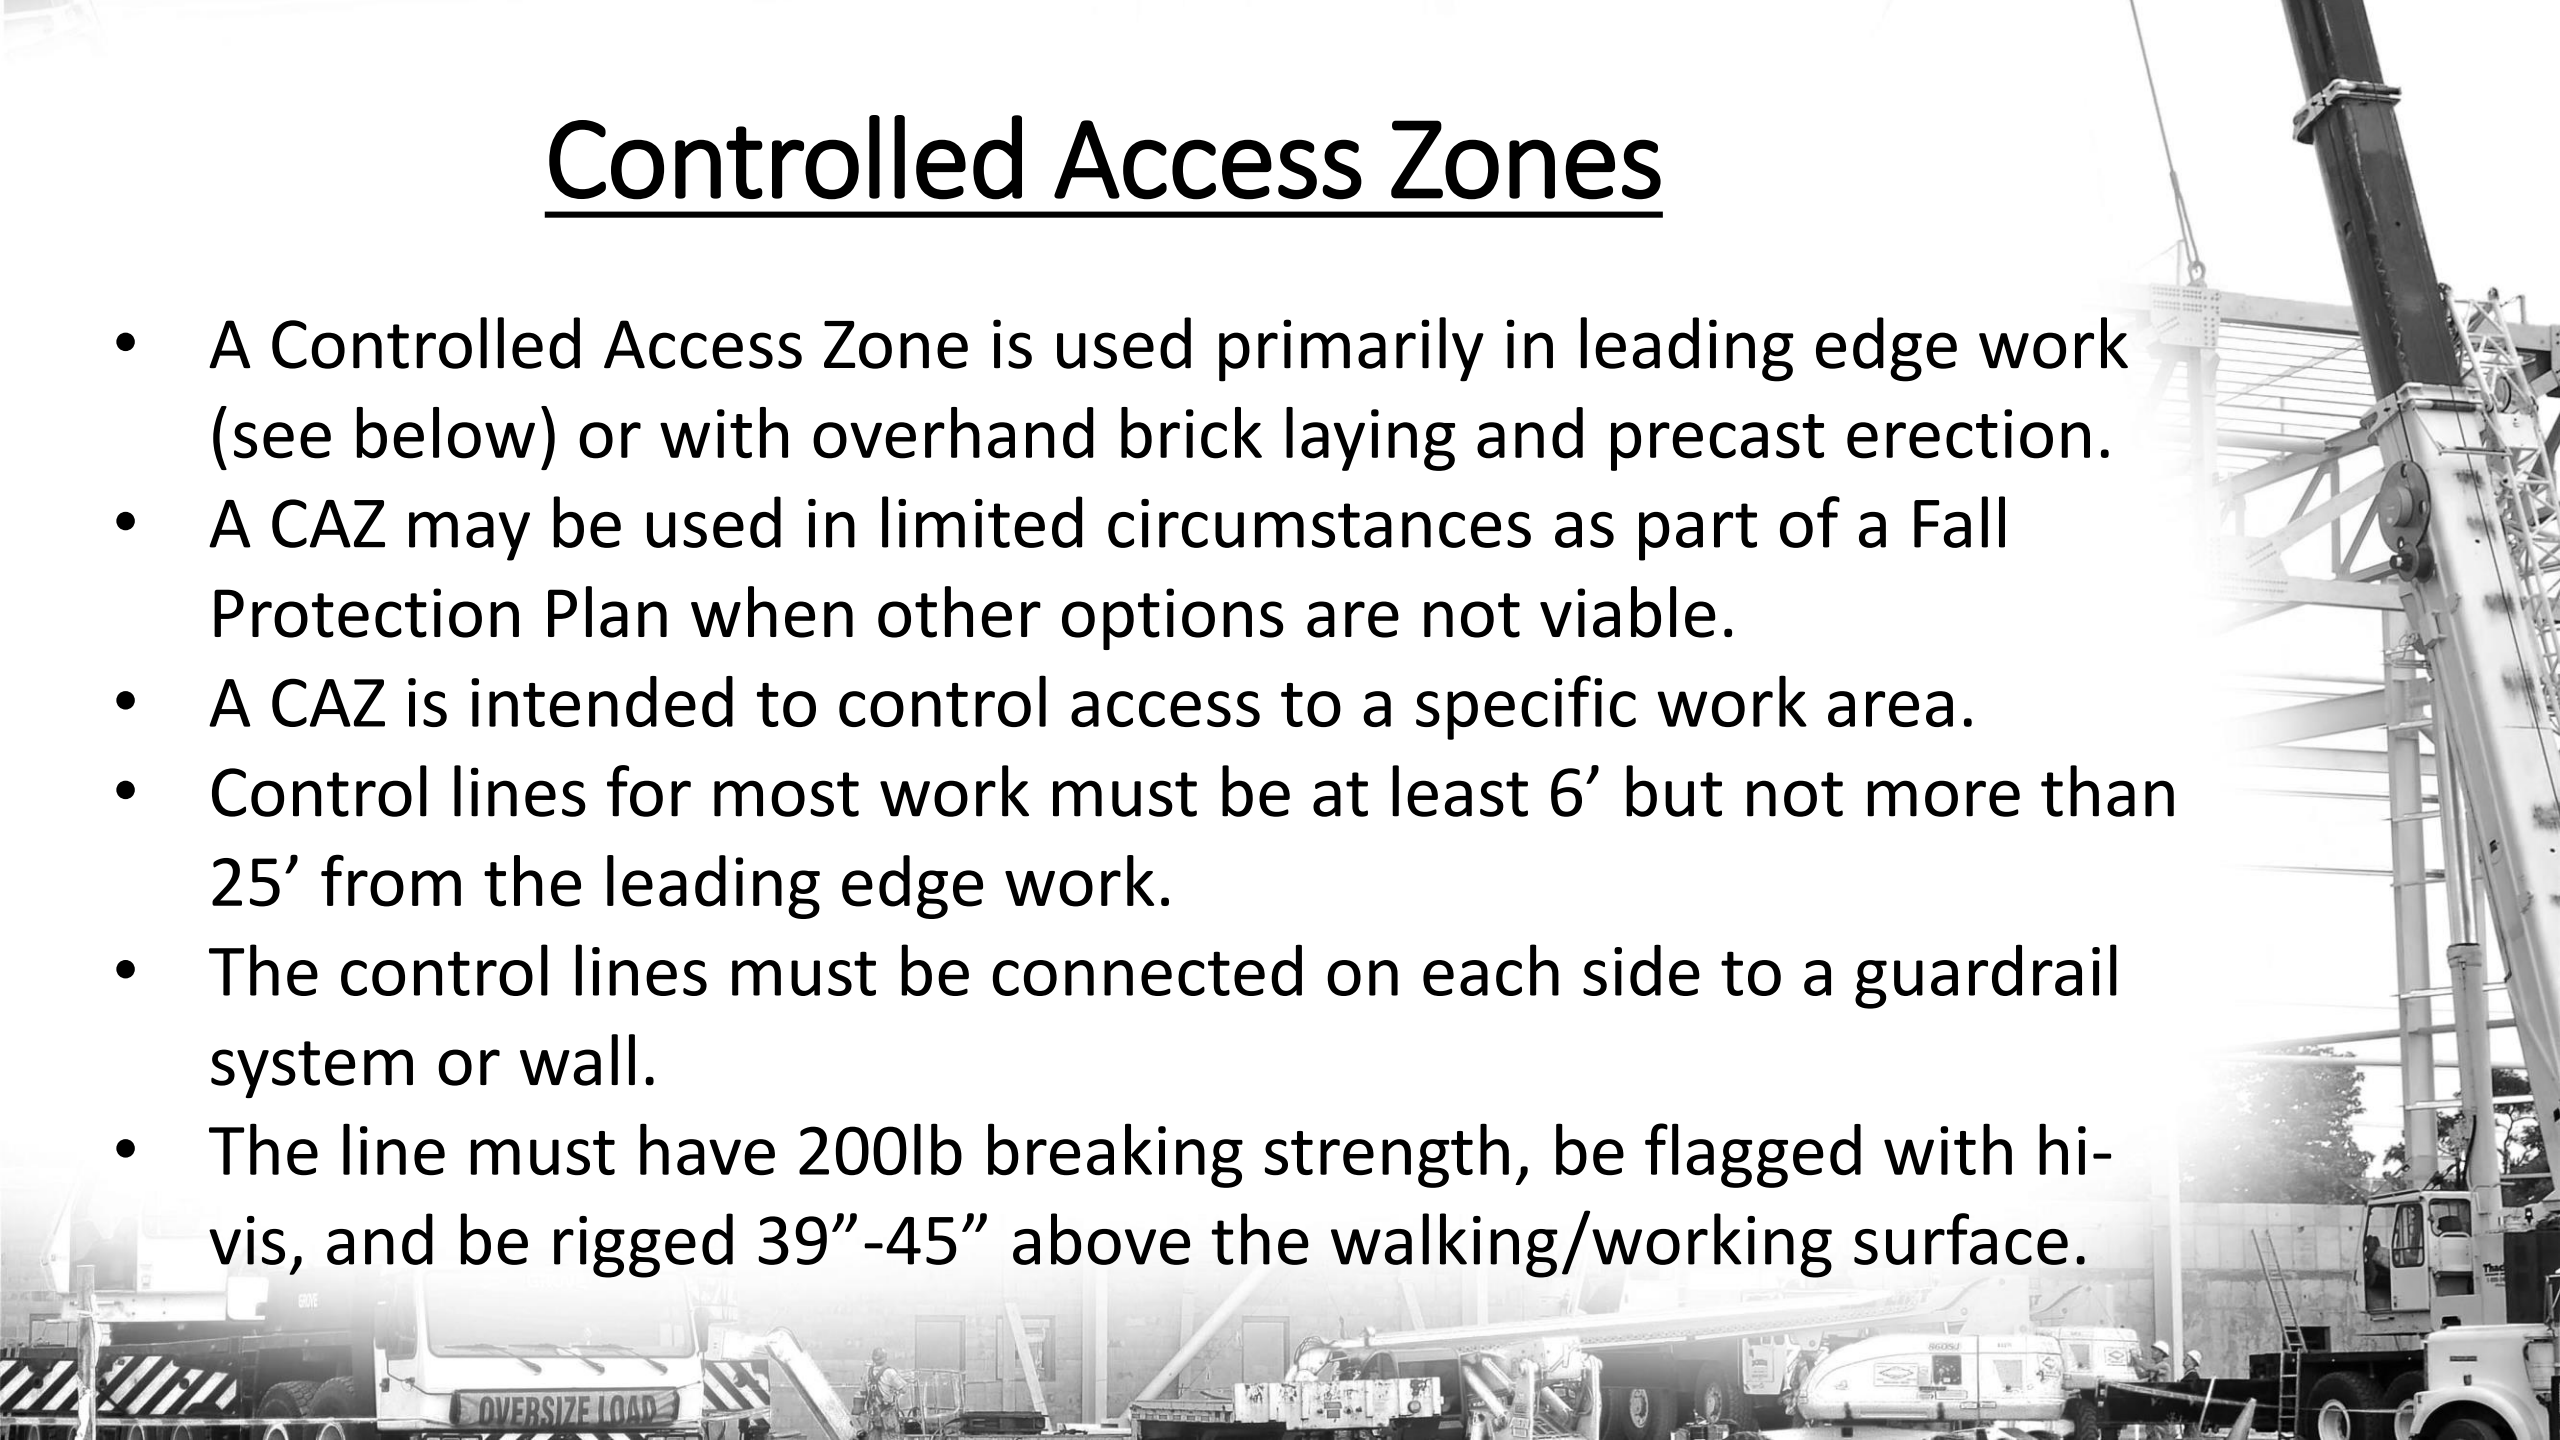 Controlled Access Zones
• A Controlled Access Zone is used primarily in leading edge work
(see below) or with overhand brick laying and precast erection.
• A CAZ may be used in limited circumstances as part of a Fall
Protection Plan when other options are not viable.
• A CAZ is intended to control access to a specific work area.
• Control lines for most work must be at least 6’ but not more than
25’ from the leading edge work.
• The control lines must be connected on each side to a guardrail
system or wall.
• The line must have 200lb breaking strength, be flagged with hi-
vis, and be rigged 39”-45” above the walking/working surface.
GROVE
OVERSIZE LOAD